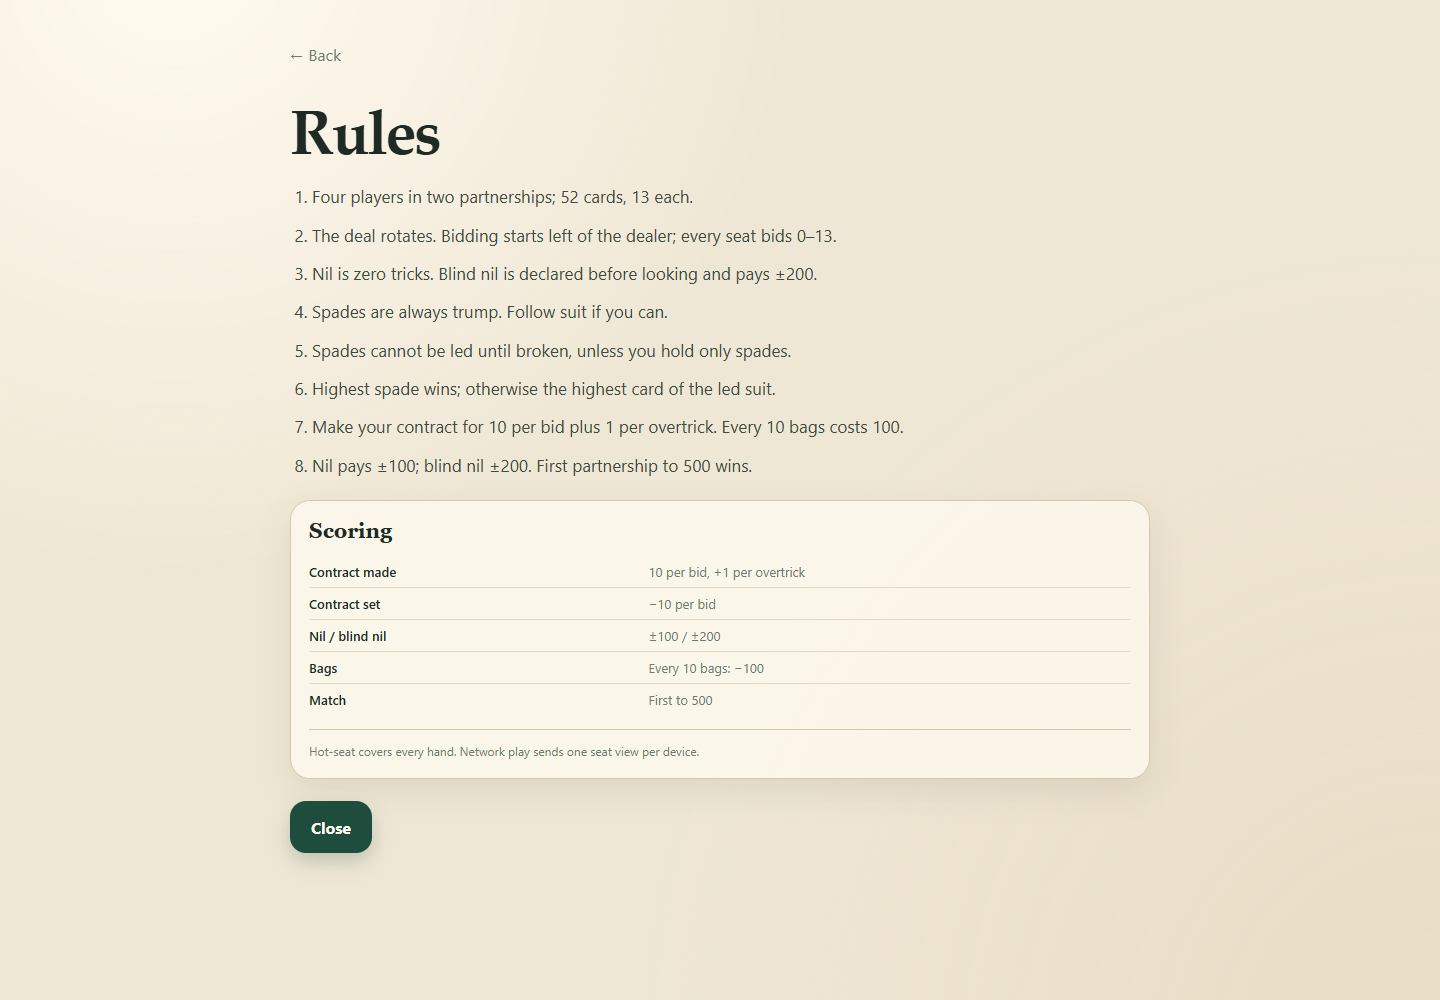 ← Back
Rules
1. Four players in two partnerships; 52 cards, 13 each.
2. The deal rotates. Bidding starts left of the dealer; every seat bids 0–13.
3. Nil is zero tricks. Blind nil is declared before looking and pays ±200.
4. Spades are always trump. Follow suit if you can.
5. Spades cannot be led until broken, unless you hold only spades.
6. Highest spade wins; otherwise the highest card of the led suit.
7. Make your contract for 10 per bid plus 1 per overtrick. Every 10 bags costs 100.
8. Nil pays ±100; blind nil ±200. First partnership to 500 wins.
Scoring
Contract made 10 per bid, +1 per overtrick
Contract set −10 per bid
Nil / blind nil ±100 / ±200
Bags Every 10 bags: −100
Match First to 500
Hot-seat covers every hand. Network play sends one seat view per device.
Close